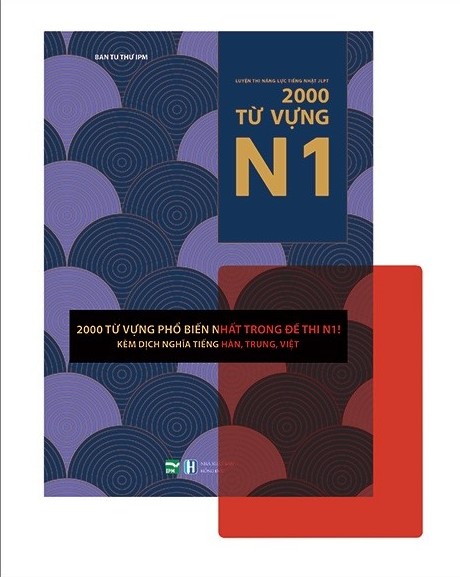 BAN TU THƯ IPM
LUYỆN THI NĂNG LỰC TIẾNG NHẬT JLPT
2000
TỪ VỰNG
N1
2000 TỪ VỰNG PHỔ BIẾN NHẤT TRONG ĐỀ THI N1!
KÈM DỊCH NGHĨA TIẾNG HÀN, TRUNG, VIỆT
IPM
H